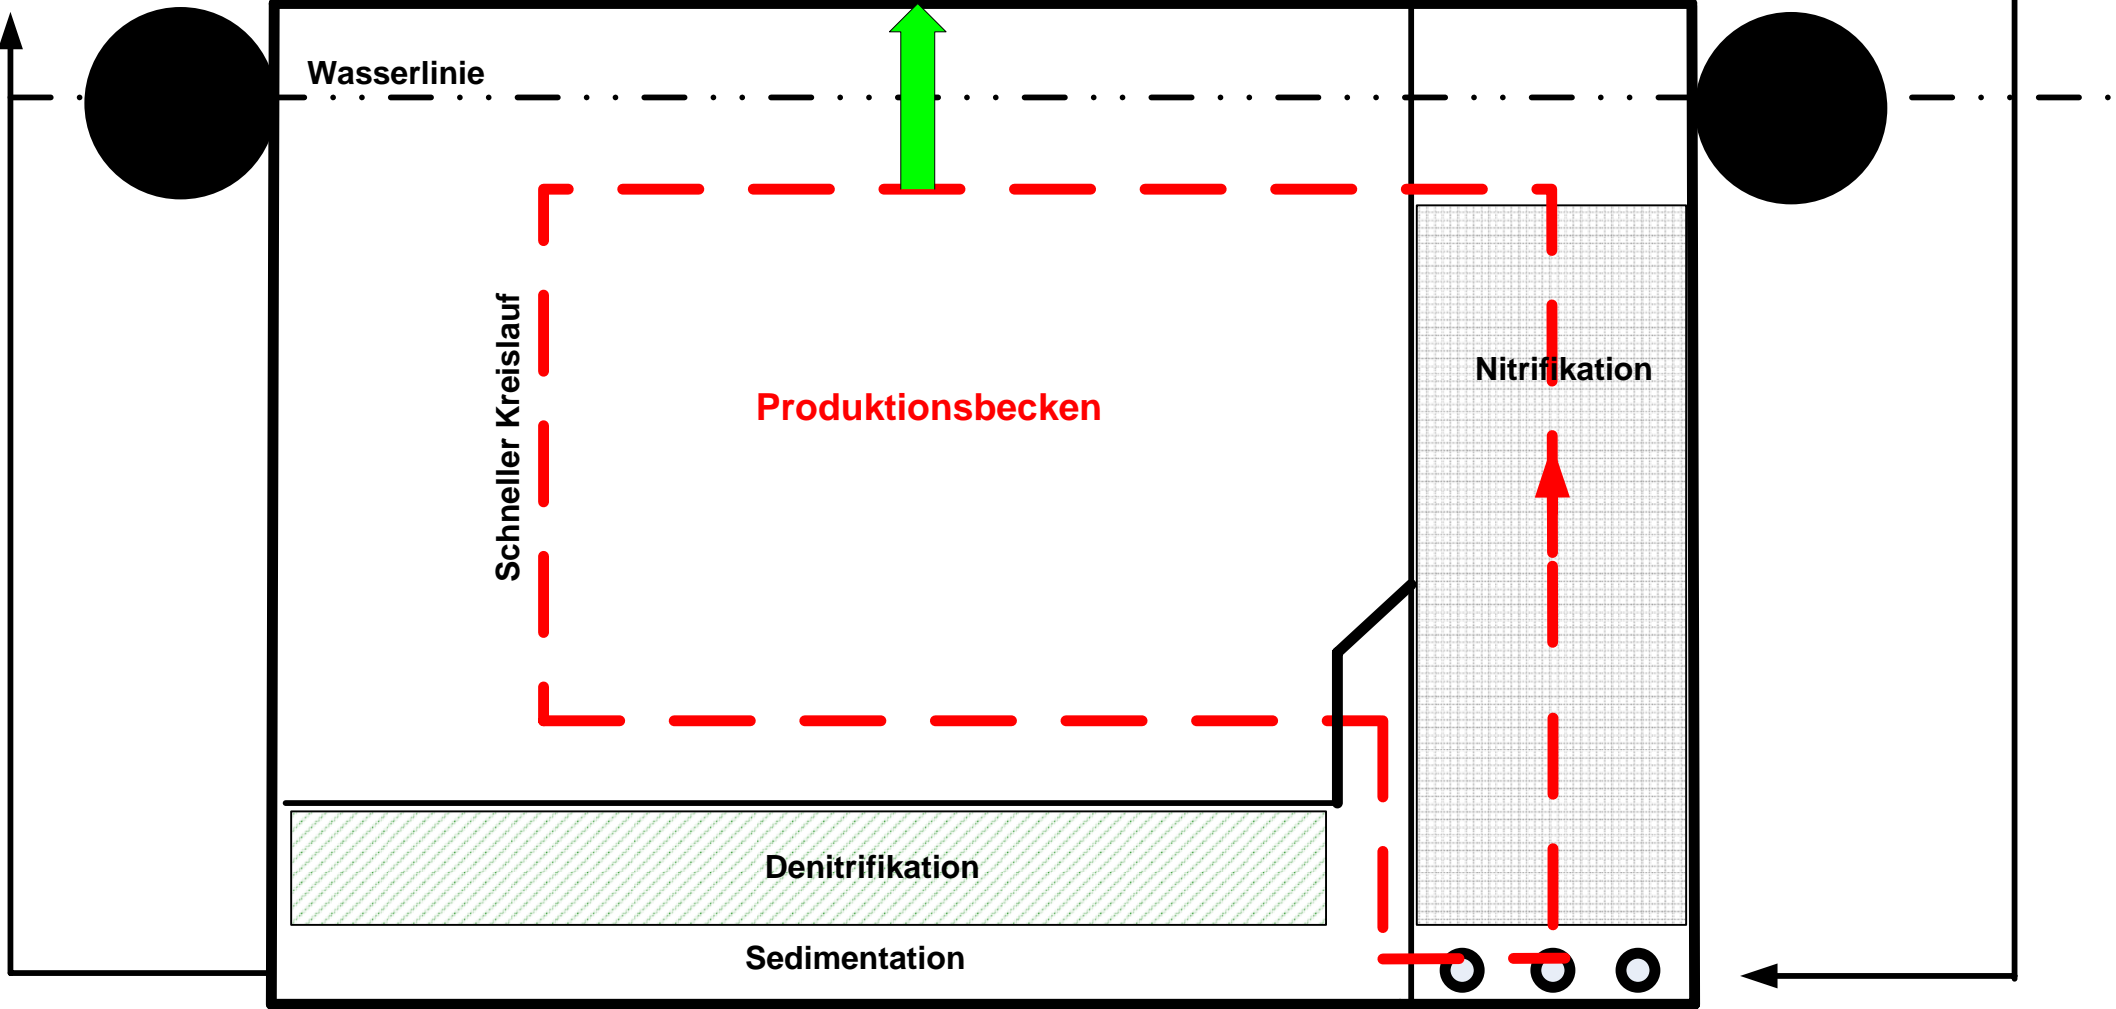 Wasserlinie
Schneller Kreislauf
Produktionsbecken
Nitrifikation
Denitrifikation
Sedimentation